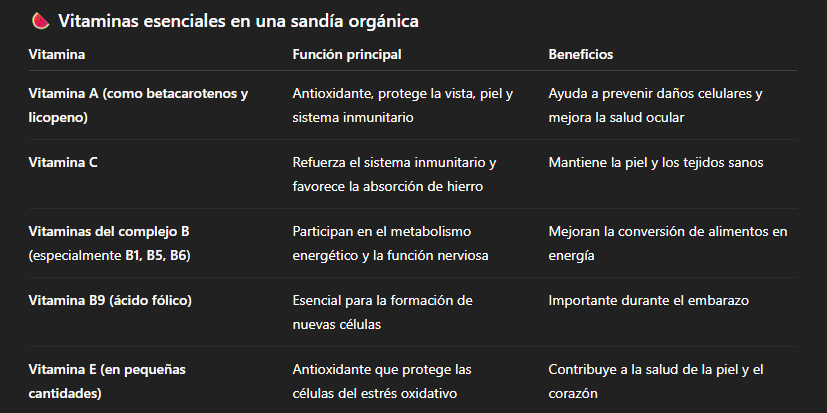 🍉 Vitaminas esenciales en una sandía orgánica
Vitamina Función principal Beneficios
Vitamina A (como betacarotenos y Antioxidante, protege la vista, piel y Ayuda a prevenir daños celulares y
licopeno) sistema inmunitario mejora la salud ocular
Vitamina C Refuerza el sistema inmunitario y Mantiene la piel y los tejidos sanos
favorece la absorción de hierro
Vitaminas del complejo B Participan en el metabolismo Mejoran la conversión de alimentos en
(especialmente B1, B5, B6) energético y la función nerviosa energía
Vitamina B9 (ácido fólico) Esencial para la formación de Importante durante el embarazo
nuevas células
Vitamina E (en pequeñas Antioxidante que protege las Contribuye a la salud de la piel y el
cantidades) células del estrés oxidativo corazón